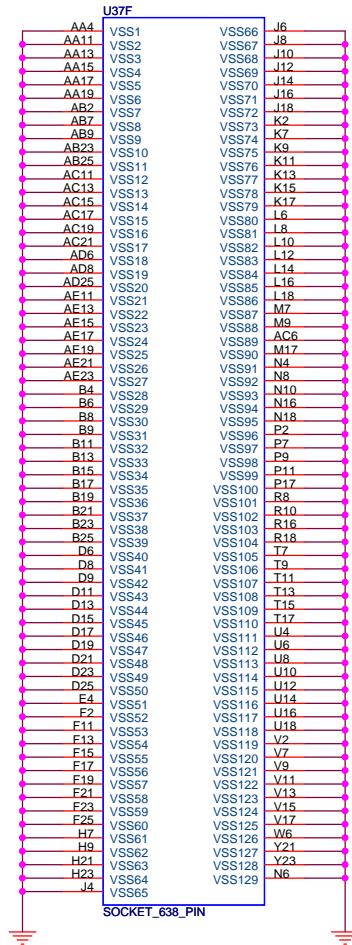 U37F
AA4 VSS1 VSS66 J6
AA11 VSS2 VSS67 J8
AA13 VSS3 VSS68 J10
AA15 VSS4 VSS69 J12
AA17 VSS5 VSS70 J14
AA19 VSS6 VSS71 J16
AB2 VSS7 VSS72 J18
AB7 VSS8 VSS73 K2
AB9 VSS9 VSS74 K7
AB23 VSS10 VSS75 K9
AB25 VSS11 VSS76 K11
AC11 VSS12 VSS77 K13
AC13 VSS13 VSS78 K15
AC15 VSS14 VSS79 K17
AC17 VSS15 VSS80 L6
AC19 VSS16 VSS81 L8
AC21 VSS17 VSS82 L10
AD6 VSS18 VSS83 L12
AD8 VSS19 VSS84 L14
AD25 VSS20 VSS85 L16
AE11 VSS21 VSS86 L18
AE13 VSS22 VSS87 M7
AE15 VSS23 VSS88 M9
AE17 VSS24 VSS89 AC6
AE19 VSS25 VSS90 M17
AE21 VSS26 VSS91 N4
AE23 VSS27 VSS92 N8
B4 VSS28 VSS93 N10
B6 VSS29 VSS94 N16
B8 VSS30 VSS95 N18
B9 VSS31 VSS96 P2
B11 VSS32 VSS97 P7
B13 VSS33 VSS98 P9
B15 VSS34 VSS99 P11
B17 VSS35 VSS100 P17
B19 VSS36 VSS101 R8
B21 VSS37 VSS102 R10
B23 VSS38 VSS103 R16
B25 VSS39 VSS104 R18
D6 VSS40 VSS105 T7
D8 VSS41 VSS106 T9
D9 VSS42 VSS107 T11
D11 VSS43 VSS108 T13
D13 VSS44 VSS109 T15
D15 VSS45 VSS110 T17
D17 VSS46 VSS111 U4
D19 VSS47 VSS112 U6
D21 VSS48 VSS113 U8
D23 VSS49 VSS114 U10
D25 VSS50 VSS115 U12
E4 VSS51 VSS116 U14
F2 VSS52 VSS117 U16
F11 VSS53 VSS118 U18
F13 VSS54 VSS119 V2
F15 VSS55 VSS120 V7
F17 VSS56 VSS121 V9
F19 VSS57 VSS122 V11
F21 VSS58 VSS123 V13
F23 VSS59 VSS124 V15
F25 VSS60 VSS125 V17
H7 VSS61 VSS126 W6
H9 VSS62 VSS127 Y21
H21 VSS63 VSS128 Y23
H23 VSS64 VSS129 N6
J4 VSS65
SOCKET_638_PIN